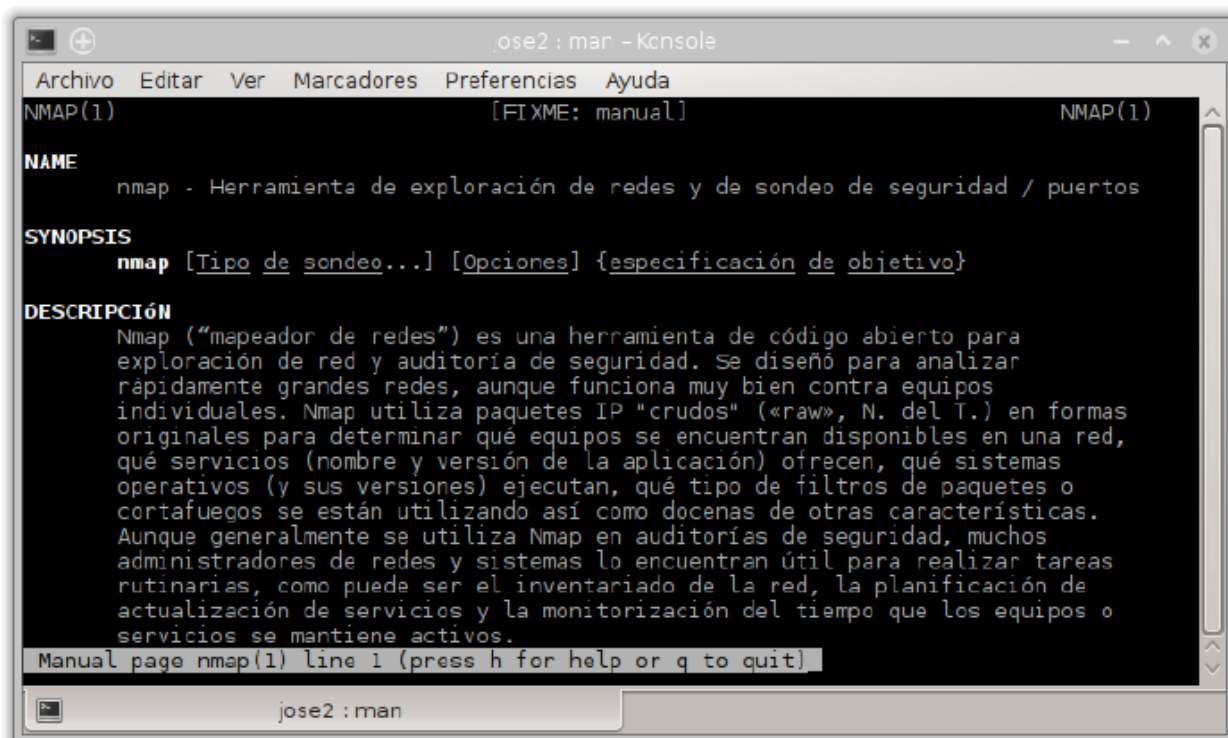 jose2 : man – Konsole
Archivo Editar Ver Marcadores Preferencias Ayuda
NMAP(1) [FIXME: manual] NMAP(1)
NAME
nmap - Herramienta de exploración de redes y de sondeo de seguridad / puertos
SYNOPSIS
nmap [Tipo de sondeo...] [Opciones] {especificación de objetivo}
DESCRIPCIóN
Nmap (“mapeador de redes”) es una herramienta de código abierto para
exploración de red y auditoría de seguridad. Se diseñó para analizar
rápidamente grandes redes, aunque funciona muy bien contra equipos
individuales. Nmap utiliza paquetes IP "crudos" («raw», N. del T.) en formas
originales para determinar qué equipos se encuentran disponibles en una red,
qué servicios (nombre y versión de la aplicación) ofrecen, qué sistemas
operativos (y sus versiones) ejecutan, qué tipo de filtros de paquetes o
cortafuegos se están utilizando así como docenas de otras características.
Aunque generalmente se utiliza Nmap en auditorías de seguridad, muchos
administradores de redes y sistemas lo encuentran útil para realizar tareas
rutinarias, como puede ser el inventariado de la red, la planificación de
actualización de servicios y la monitorización del tiempo que los equipos o
servicios se mantiene activos.
Manual page nmap(1) line 1 (press h for help or q to quit)
jose2 : man